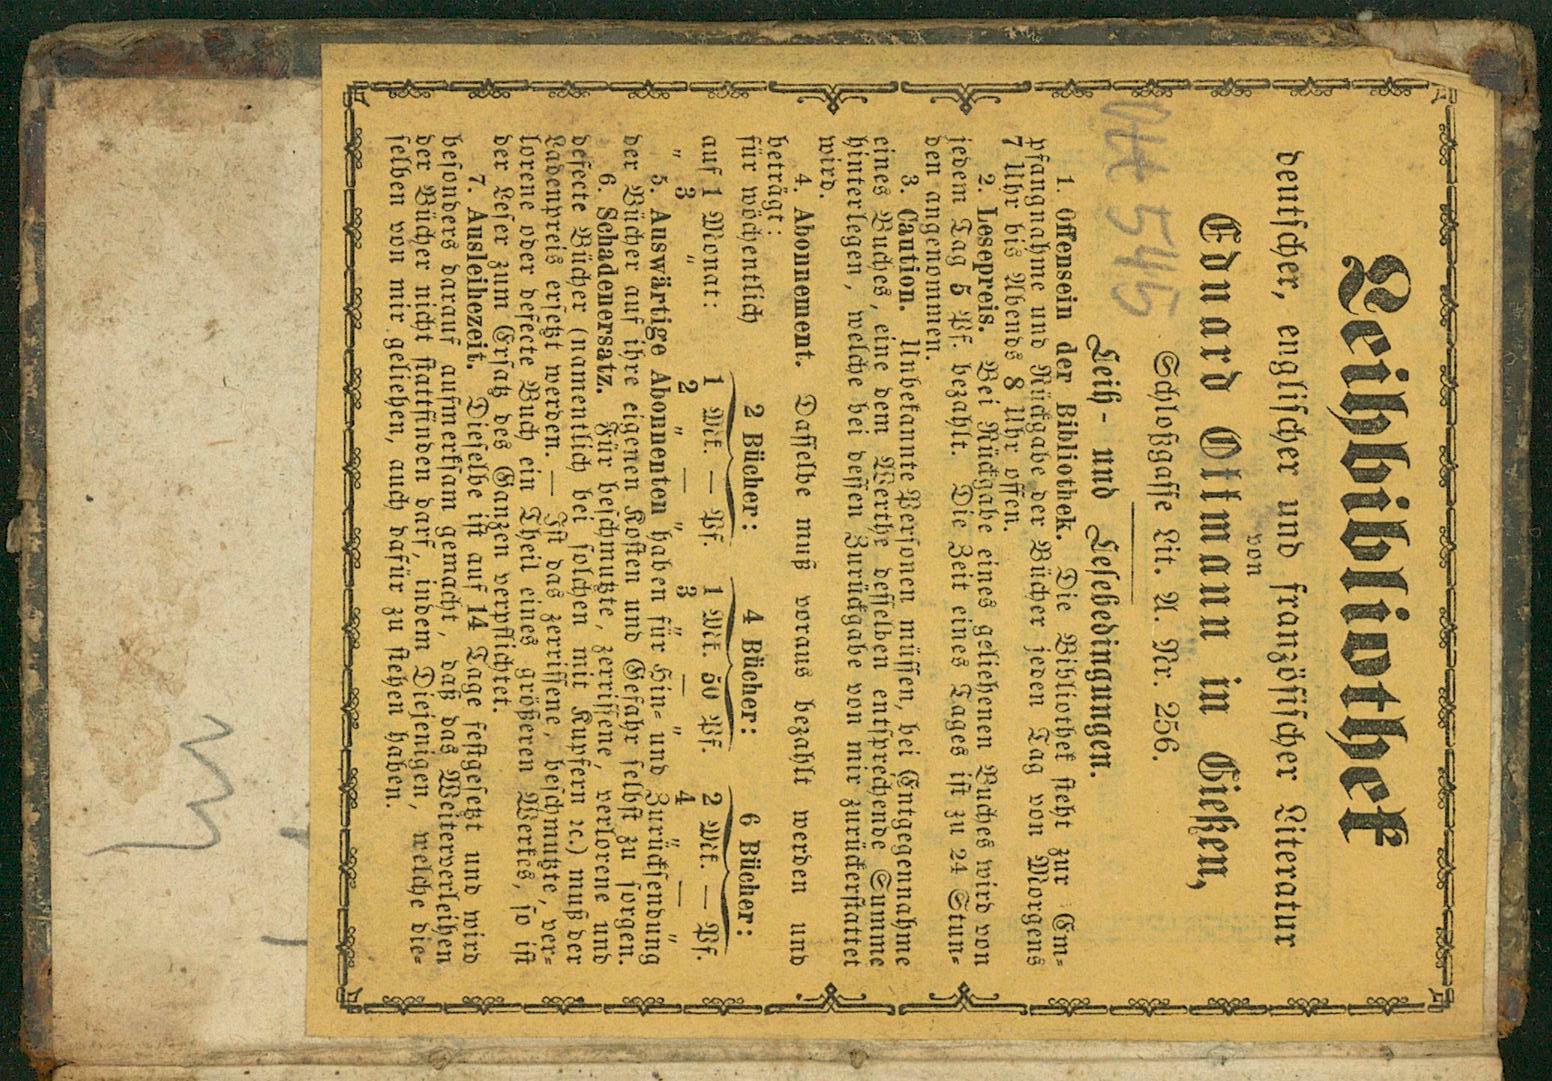 Leihbibliothek
deutscher, englischer und französischer Literatur
von
Eduard Ottmann in Gießen,
Schloßgasse Lit. A. Nr. 256.
Leih- und Lesebedingungen.
1. Offensein der Bibliothek. Die Bibliothek steht zur Em-
pfangnahme und Rückgabe der Bücher jeden Tag von Morgens
7 Uhr bis Abends 8 Uhr offen.
2. Lesepreis. Bei Rückgabe eines geliehenen Buches wird von
jedem Tag 5 Pf. bezahlt. Die Zeit eines Tages ist zu 24 Stun-
den angenommen.
3. Caution. Unbekannte Personen müssen, bei Entgegennahme
eines Buches, eine dem Werthe desselben entsprechende Summe
hinterlegen, welche bei dessen Zurückgabe von mir zurückerstattet
wird.
4. Abonnement. Dasselbe muß voraus bezahlt werden und
beträgt:
für wöchentlich 2 Bücher: 4 Bücher: 6 Bücher:
auf 1 Monat: 1 Mk. — Pf. 1 Mk. 50 Pf. 2 Mk. — Pf.
„ 3 „ 2 „ — „ 3 „ — „ 4 „ — „
5. Auswärtige Abonnenten haben für Hin- und Zurücksendung
der Bücher auf ihre eigenen Kosten und Gefahr selbst zu sorgen.
6. Schadenersatz. Für beschmutzte, zerrissene, verlorene und
defecte Bücher (namentlich bei solchen mit Kupfern ꝛc.) muß der
Ladenpreis ersetzt werden. — Ist das zerrissene, beschmutzte, ver-
lorene oder defecte Buch ein Theil eines größeren Werkes, so ist
der Leser zum Ersatz des Ganzen verpflichtet.
7. Ausleihezeit. Dieselbe ist auf 14 Tage festgesetzt und wird
besonders darauf aufmerksam gemacht, daß das Weiterverleihen
der Bücher nicht stattfinden darf, indem Diejenigen, welche die-
selben von mir geliehen, auch dafür zu stehen haben.
545